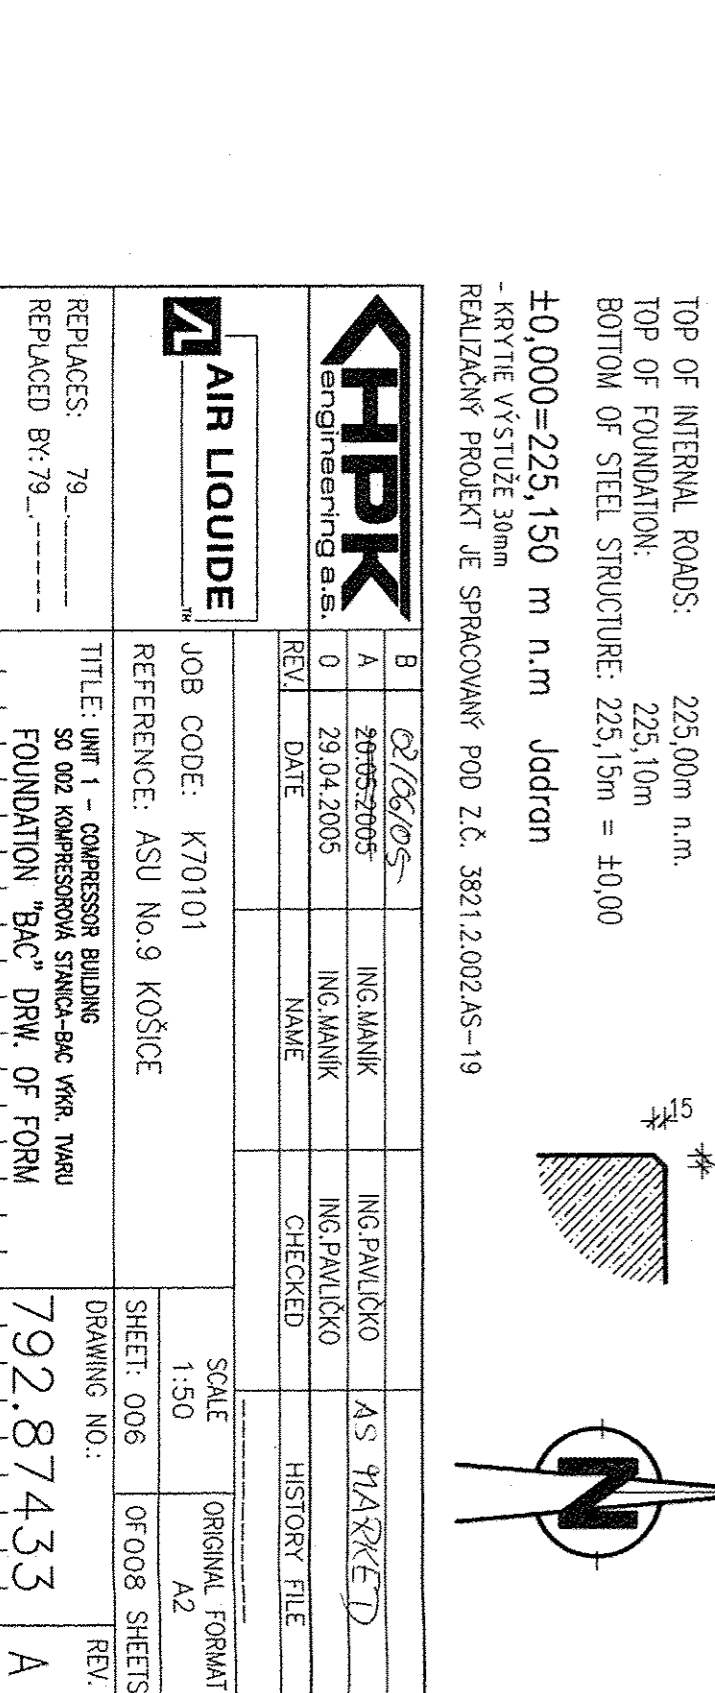 TOP OF INTERNAL ROADS: 225,00m n.m.
TOP OF FOUNDATION: 225,10m
BOTTOM OF STEEL STRUCTURE: 225,15m = ±0,00
±0,000=225,150 m n.m Jadran
- KRYTIE VÝSTUŽE 30mm
REALIZAČNÝ PROJEKT JE SPRACOVANÝ POD Z.Č. 3821.2.002.AS-19
15
N
HPK
engineering a.s.
B 02/06/05
A 20.05.2005 ING.MANÍK ING.PAVLIČKO AS MARKED
0 29.04.2005 ING.MANÍK ING.PAVLIČKO
REV. DATE NAME CHECKED HISTORY FILE
AIR LIQUIDE
TM
JOB CODE: K70101
REFERENCE: ASU No.9 KOŠICE
SCALE
1:50
ORIGINAL FORMAT
A2
SHEET: 006 OF008 SHEETS
REPLACES: 79_.-----
REPLACED BY:79_.-----
TITLE: UNIT 1 - COMPRESSOR BUILDING
SO 002 KOMPRESOROVÁ STANICA-BAC VÝKR. TVARU
FOUNDATION "BAC" DRW. OF FORM
DRAWING NO.:
792.87433
REV.
A